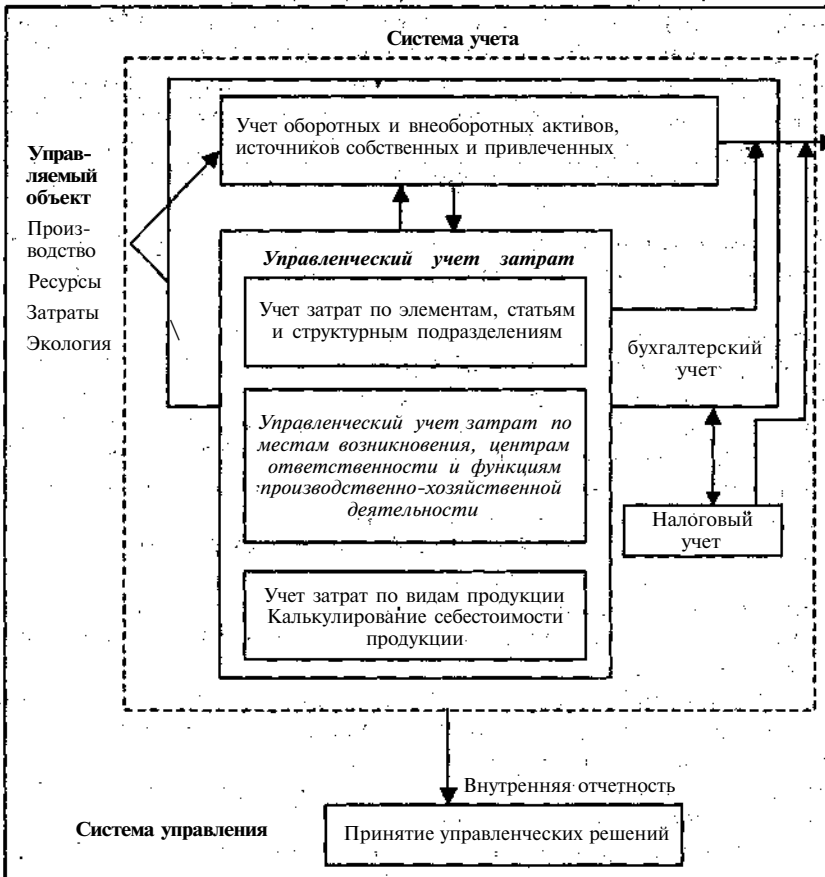 Система учета
Учет оборотных и внеоборотных активов,
источников собственных и привлеченных
Управ-
ляемый
объект
Произ-
водство
Ресурсы
Затраты
Экология
Управленческий учет затрат
Учет затрат по элементам, статьям
и структурным подразделениям
бухгалтерский
учет
Управленческий учет затрат по
местам возникновения, центрам
ответственности и функциям
производственно-хозяйственной
деятельности
Налоговый
учет
Учет затрат по видам продукции
Калькулирование себестоимости
продукции
Внутренняя отчетность
Система управления
Принятие управленческих решений